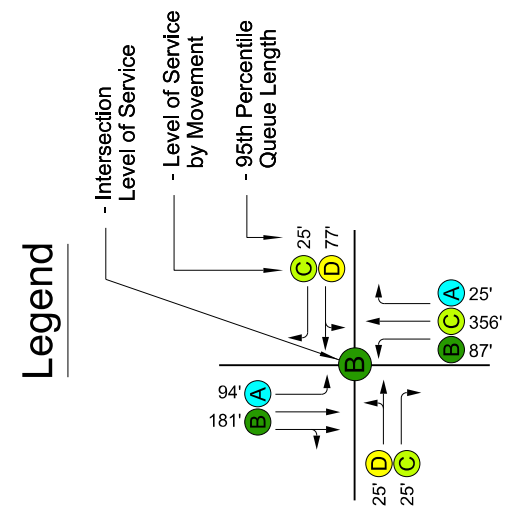 Legend
- Intersection
Level of Service
- Level of Service
by Movement
- 95th Percentile
Queue Length
C 25'
D 77'
A 25'
C 356'
B 87'
B
94' A
181' B
25' D
25' C